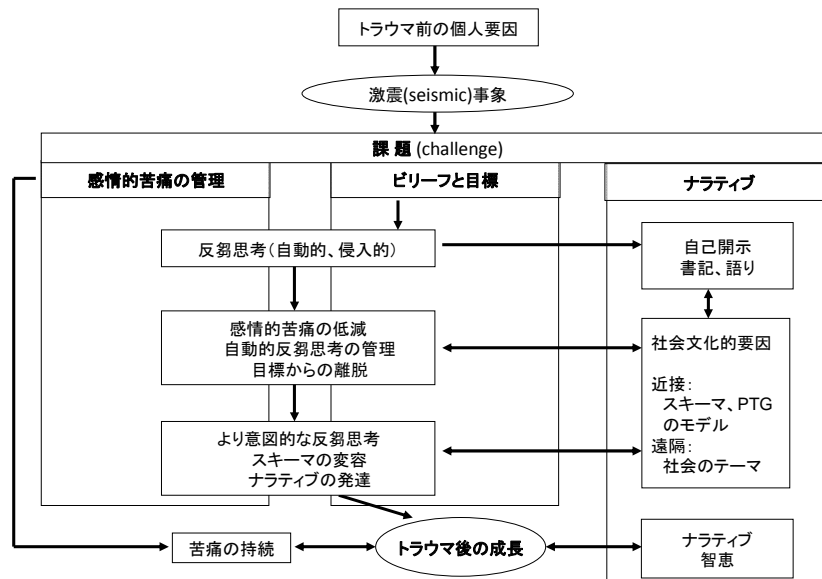 トラウマ前の個人要因
激震(seismic)事象
課 題 (challenge)
感情的苦痛の管理
ビリーフと目標
ナラティブ
反芻思考(自動的、侵入的)
自己開示
書記、語り
感情的苦痛の低減
自動的反芻思考の管理
目標からの離脱
社会文化的要因
近接:
スキーマ、PTG
のモデル
遠隔:
社会のテーマ
より意図的な反芻思考
スキーマの変容
ナラティブの発達
苦痛の持続
トラウマ後の成長
ナラティブ
智恵